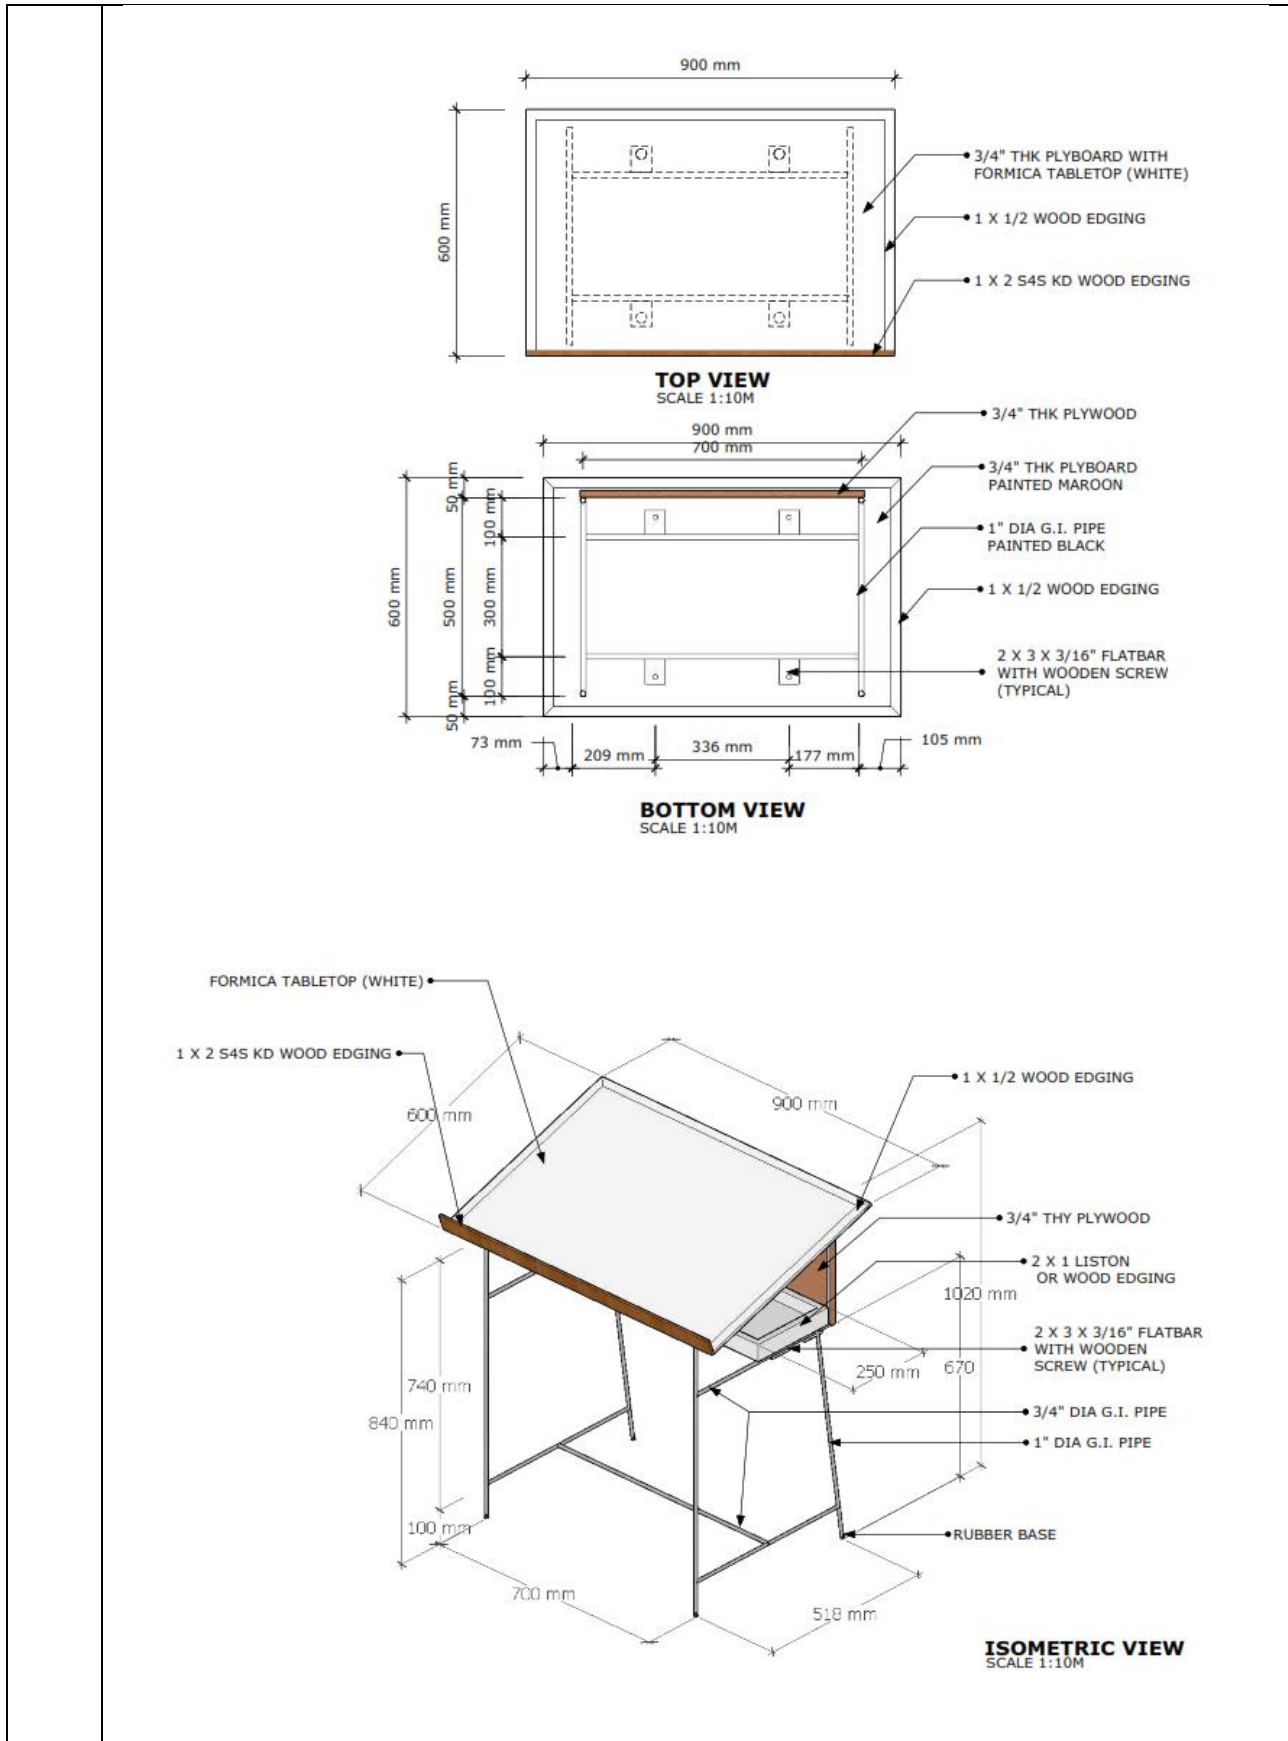 900 mm
600 mm
3/4" THK PLYBOARD WITH
FORMICA TABLETOP (WHITE)
1 X 1/2 WOOD EDGING
1 X 2 S4S KD WOOD EDGING
TOP VIEW
SCALE 1:10M
900 mm
700 mm
50 mm
100 mm
600 mm
500 mm
300 mm
100 mm
50 mm
3/4" THK PLYWOOD
3/4" THK PLYBOARD
PAINTED MAROON
1" DIA G.I. PIPE
PAINTED BLACK
1 X 1/2 WOOD EDGING
2 X 3 X 3/16" FLATBAR
WITH WOODEN SCREW
(TYPICAL)
73 mm
209 mm
336 mm
177 mm
105 mm
BOTTOM VIEW
SCALE 1:10M
FORMICA TABLETOP (WHITE)
1 X 2 S4S KD WOOD EDGING
600 mm
900 mm
1 X 1/2 WOOD EDGING
3/4" THY PLYWOOD
2 X 1 LISTON
OR WOOD EDGING
1020 mm
2 X 3 X 3/16" FLATBAR
WITH WOODEN
SCREW (TYPICAL)
250 mm
670
740 mm
840 mm
3/4" DIA G.I. PIPE
1" DIA G.I. PIPE
100 mm
RUBBER BASE
700 mm
518 mm
ISOMETRIC VIEW
SCALE 1:10M